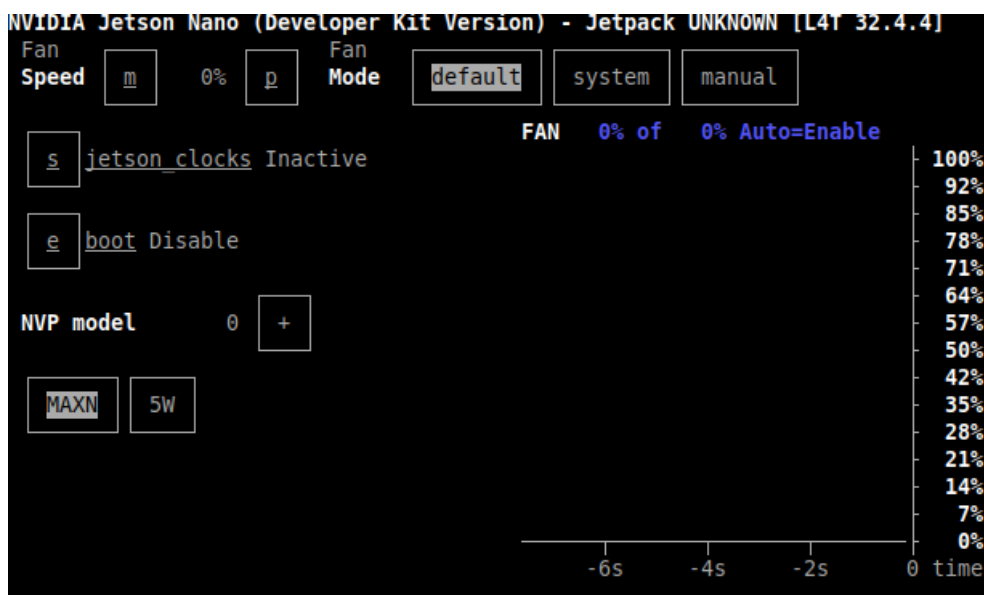 NVIDIA Jetson Nano (Developer Kit Version) - Jetpack UNKNOWN [L4T 32.4.4]
Fan Fan
Speed m 0% p Mode default system manual
FAN 0% of 0% Auto=Enable
s jetson_clocks Inactive 100%
92%
85%
e boot Disable 78%
71%
64%
NVP model 0 + 57%
50%
42%
MAXN 5W 35%
28%
21%
14%
7%
0%
-6s -4s -2s 0 time